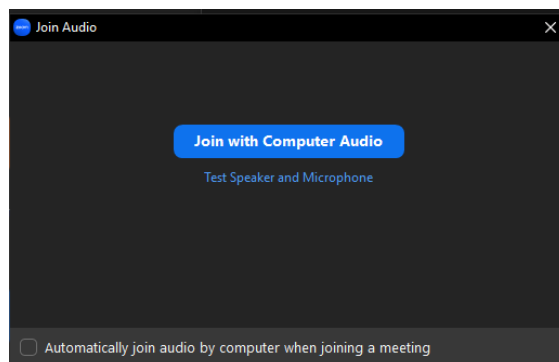 Join Audio
Join with Computer Audio
Test Speaker and Microphone
Automatically join audio by computer when joining a meeting